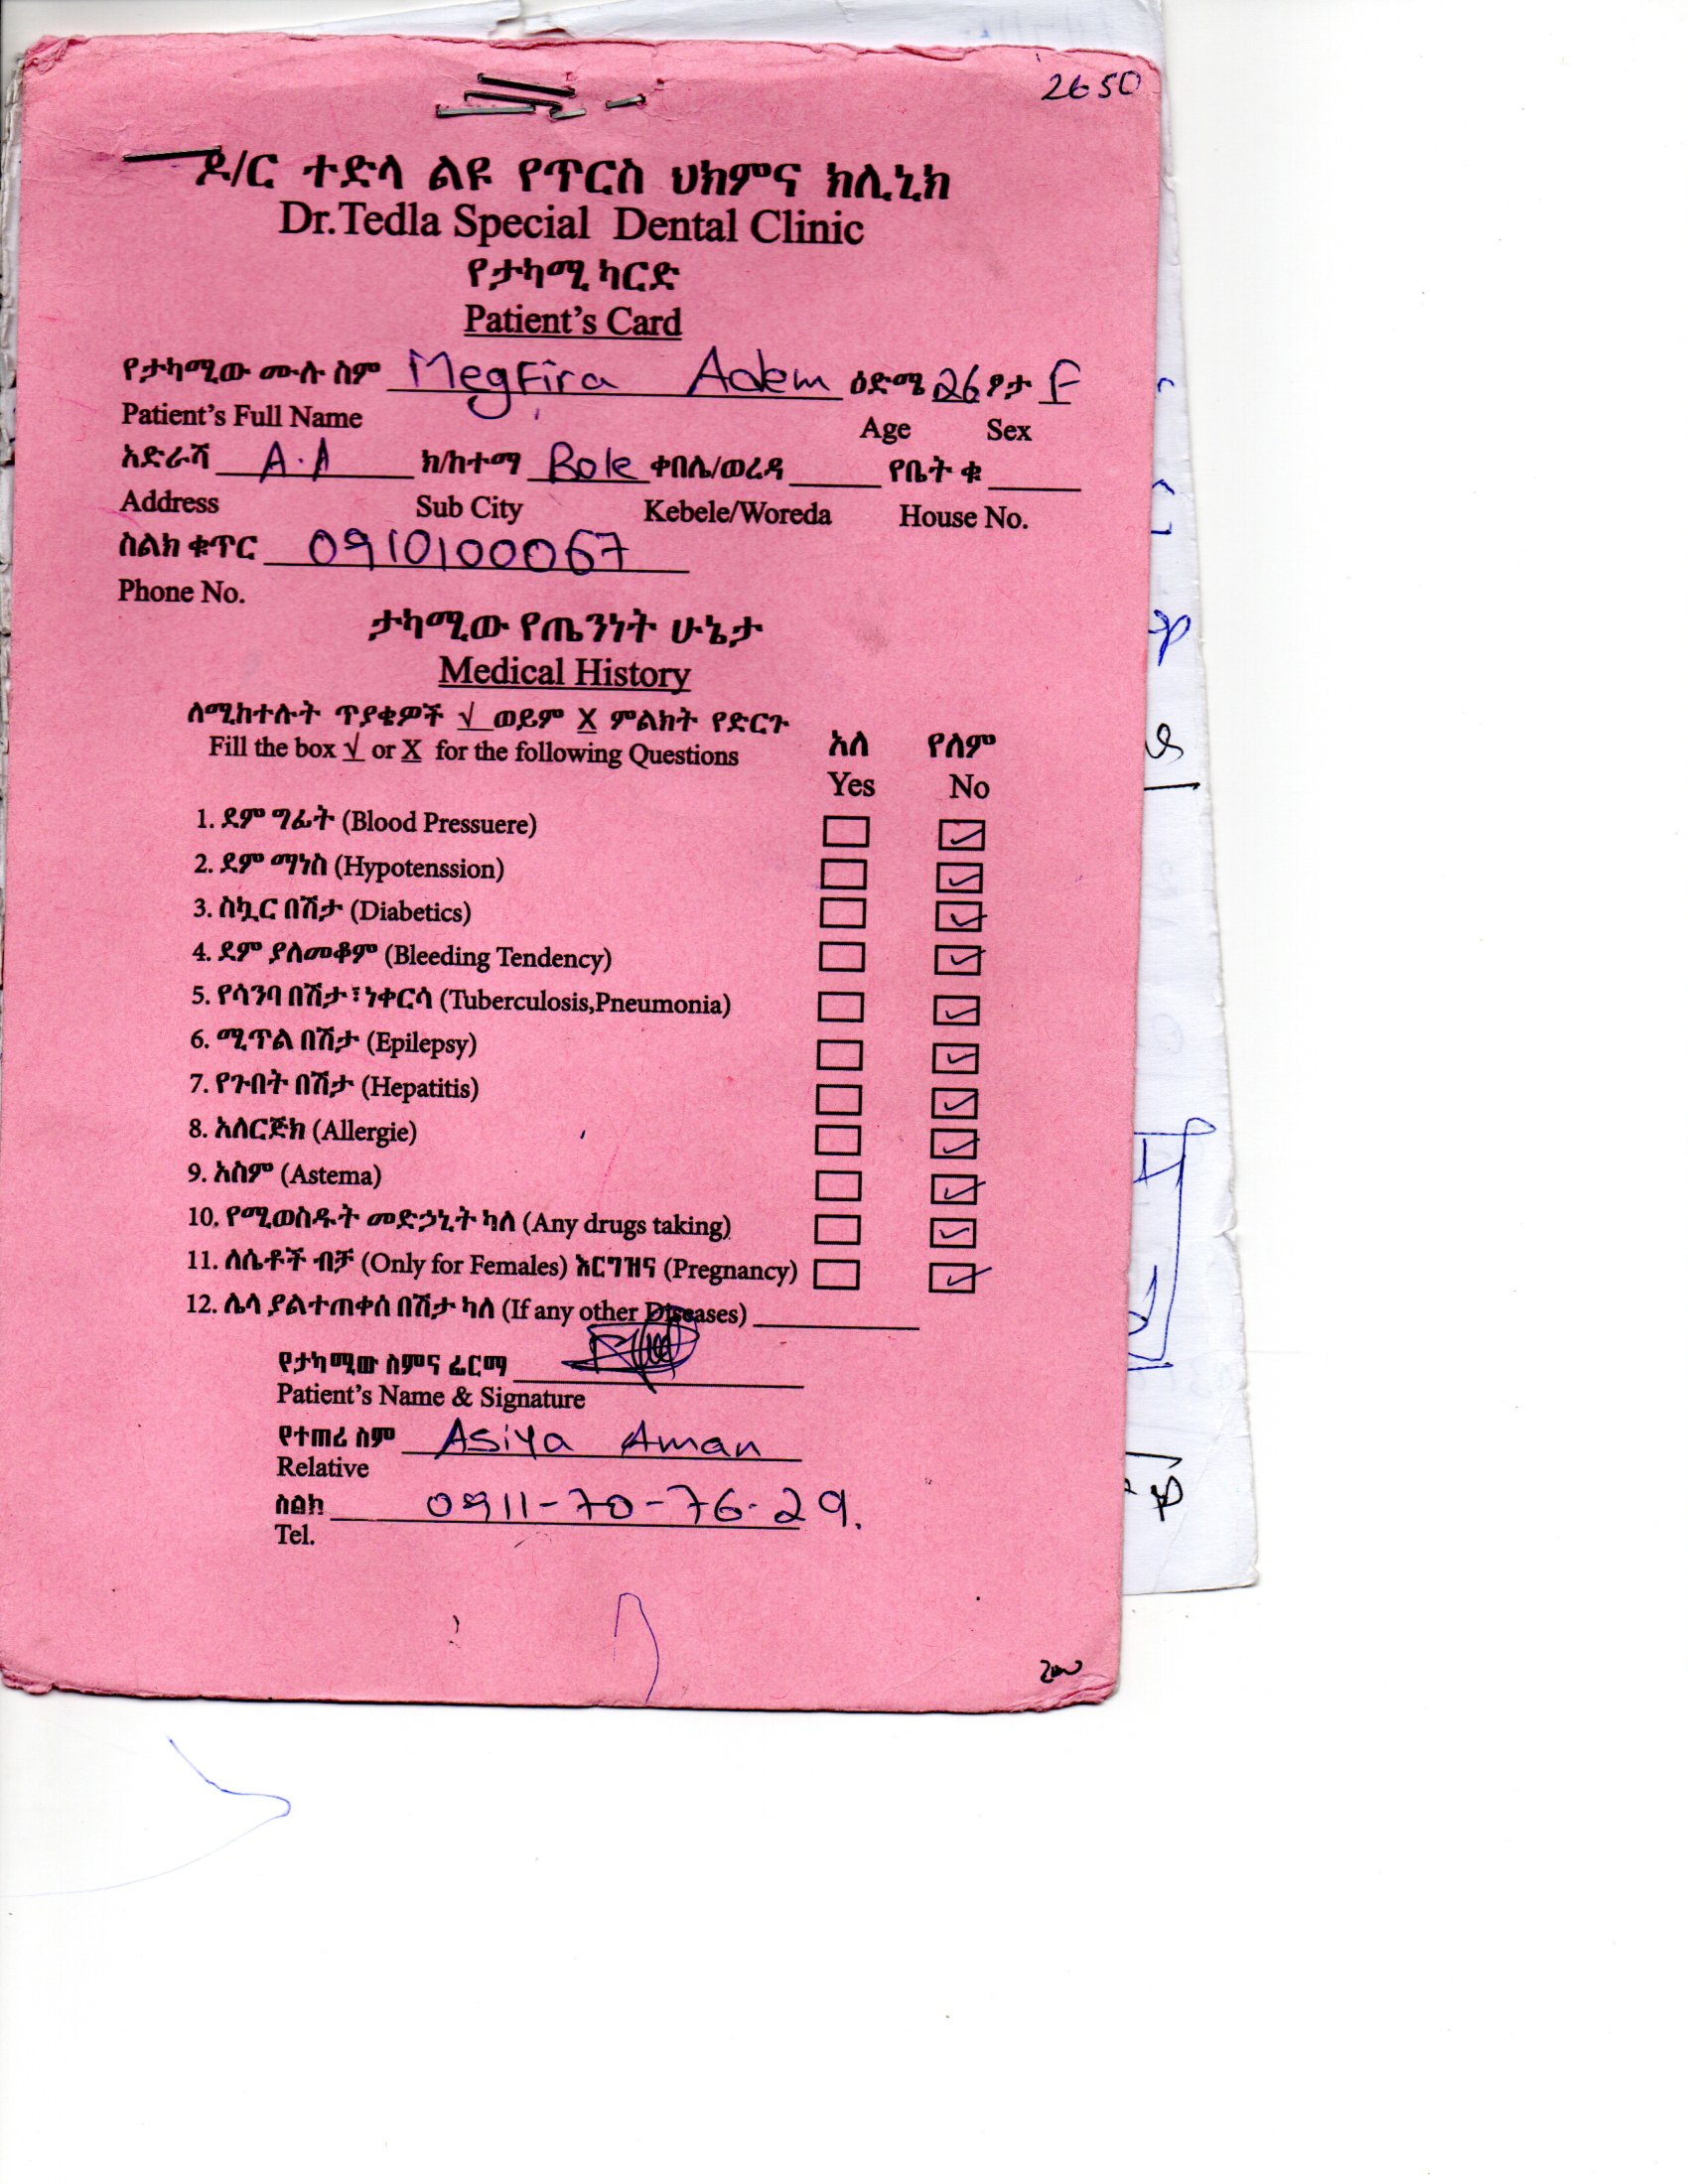 2650
ዶ/ር ተድላ ልዩ የጥርስ ህክምና ክሊኒክ
Dr.Tedla Special Dental Clinic
የታካሚ ካርድ
Patient's Card
የታካሚው ሙሉ ስም Megfira Adem ዕድሜ 26 ፆታ F
Patient's Full Name Age Sex
አድራሻ A.A ክ/ከተማ Bole ቀበሌ/ወረዳ የቤት ቁ
Address Sub City Kebele/Woreda House No.
ስልክ ቁጥር 0910100067
Phone No.
ታካሚው የጤንነት ሁኔታ
Medical History
ለሚከተሉት ጥያቄዎች √ ወይም X ምልክት የድርጉ
Fill the box √ or X for the following Questions
አለ የለም
Yes No
1. ደም ግፊት (Blood Pressuere) ✓
2. ደም ማነስ (Hypotenssion) ✓
3. ስኳር በሽታ (Diabetics) ✓
4. ደም ያለመቆም (Bleeding Tendency) ✓
5. የሳንባ በሽታ፣ነቀርሳ (Tuberculosis,Pneumonia) ✓
6. ሚጥል በሽታ (Epilepsy) ✓
7. የጉበት በሽታ (Hepatitis) ✓
8. አለርጅክ (Allergie) ✓
9. አስም (Astema) ✓
10. የሚወስዱት መድኃኒት ካለ (Any drugs taking) ✓
11. ለሴቶች ብቻ (Only for Females) እርግዝና (Pregnancy) ✓
12. ሌላ ያልተጠቀሰ በሽታ ካለ (If any other Diseases)
የታካሚው ስምና ፊርማ
Patient's Name & Signature
የተጠሪ ስም Asiya Aman
Relative
ስልክ 0911-70-76-29.
Tel.